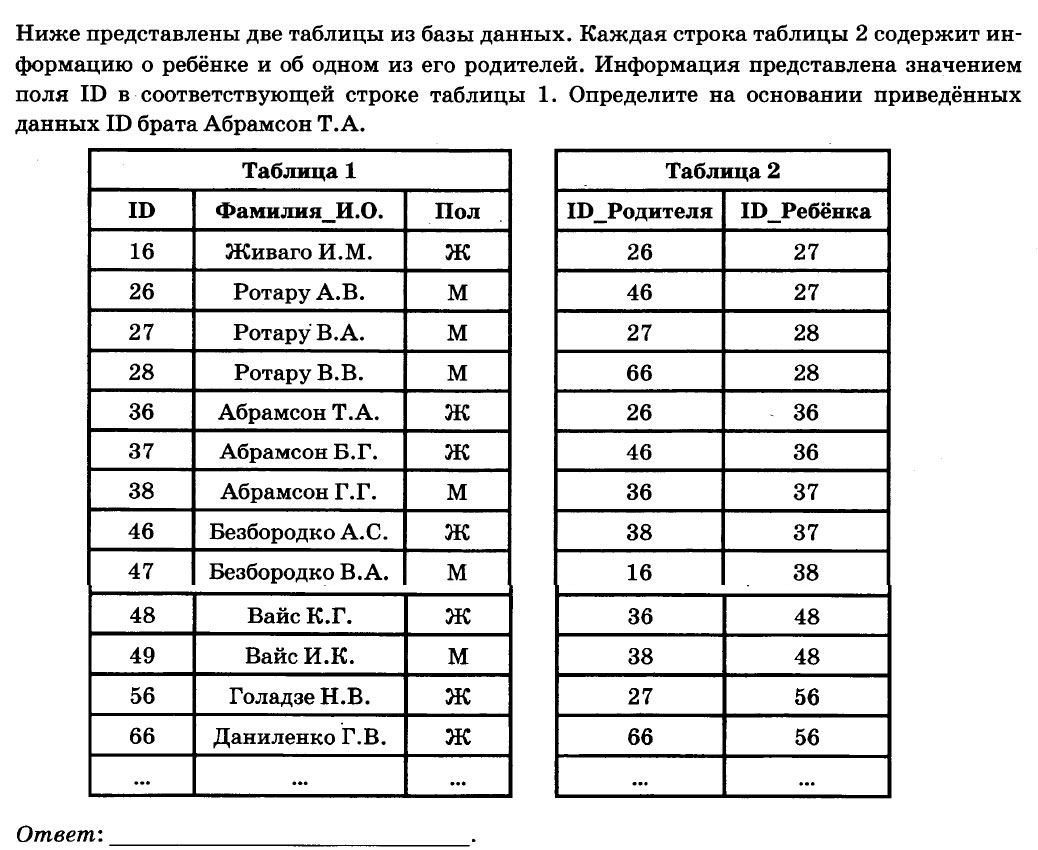 Ниже представлены две таблицы из базы данных. Каждая строка таблицы 2 содержит ин-
формацию о ребёнке и об одном из его родителей. Информация представлена значением
поля ID в соответствующей строке таблицы 1. Определите на основании приведённых
данных ID брата Абрамсон Т.А.
Таблица 1
ID Фамилия_И.О. Пол
16 Живаго И.М. Ж
26 Ротару А.В. М
27 Ротару В.А. М
28 Ротару В.В. М
36 Абрамсон Т.А. Ж
37 Абрамсон Б.Г. Ж
38 Абрамсон Г.Г. М
46 Безбородко А.С. Ж
47 Безбородко В.А. М
48 Вайс К.Г. Ж
49 Вайс И.К. М
56 Голадзе Н.В. Ж
66 Даниленко Г.В. Ж
... ... ...
Таблица 2
ID_Родителя ID_Ребёнка
26 27
46 27
27 28
66 28
26 36
46 36
36 37
38 37
16 38
36 48
38 48
27 56
66 56
... ...
Ответ: ______________________________.